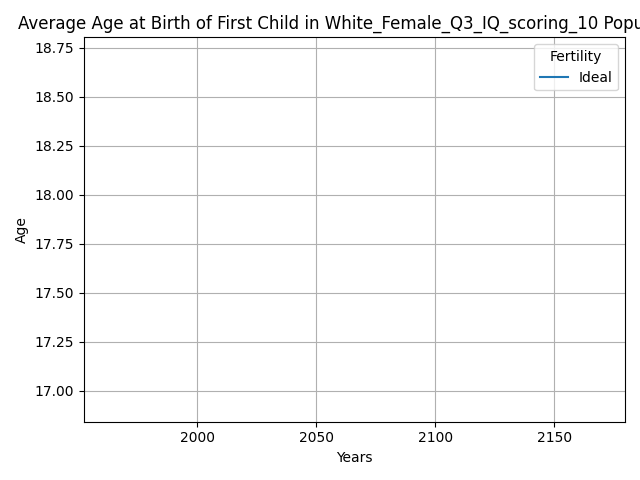 Average Age at Birth of First Child in White_Female_Q3_IQ_scoring_10 Popu
18.75
18.50
18.25
18.00
17.75
17.50
17.25
17.00
Age
Fertility
Ideal
2000 2050 2100 2150
Years